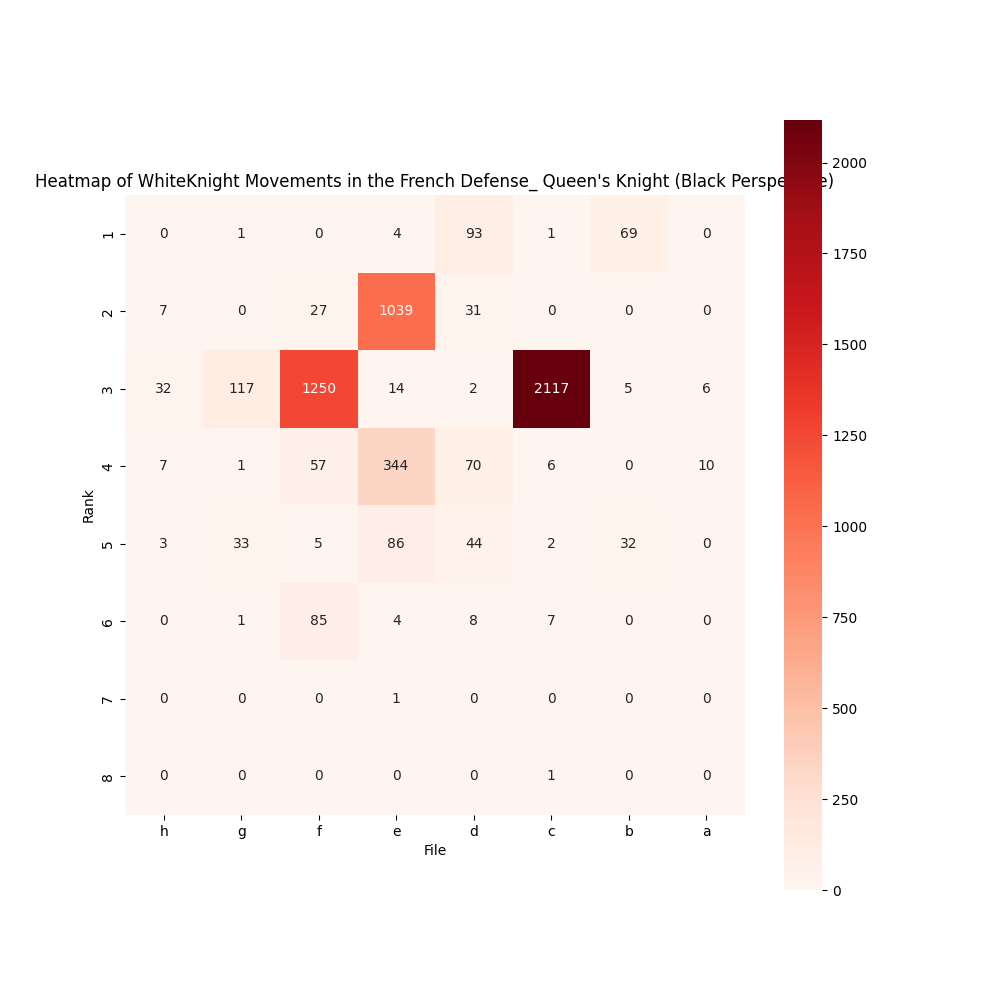 Heatmap of WhiteKnight Movements in the French Defense_ Queen's Knight (Black Perspe e)
2000
1 0 1 0 4 93 1 69 0
1750
2 7 0 27 1039 31 0 0 0
1500
3 32 117 1250 14 2 2117 5 6
1250
4 7 1 57 344 70 6 0 10
Rank
1000
5 3 33 5 86 44 2 32 0
750
6 0 1 85 4 8 7 0 0
500
7 0 0 0 1 0 0 0 0
8 0 0 0 0 0 1 0 0
250
h g f e d c b a
File
0